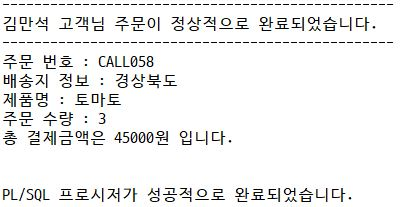 --------------------------------------------------
김만석 고객님 주문이 정상적으로 완료되었습니다.
--------------------------------------------------
주문 번호 : CALL058
배송지 정보 : 경상북도
제품명 : 토마토
주문 수량 : 3
총 결제금액은 45000원 입니다.
PL/SQL 프로시저가 성공적으로 완료되었습니다.